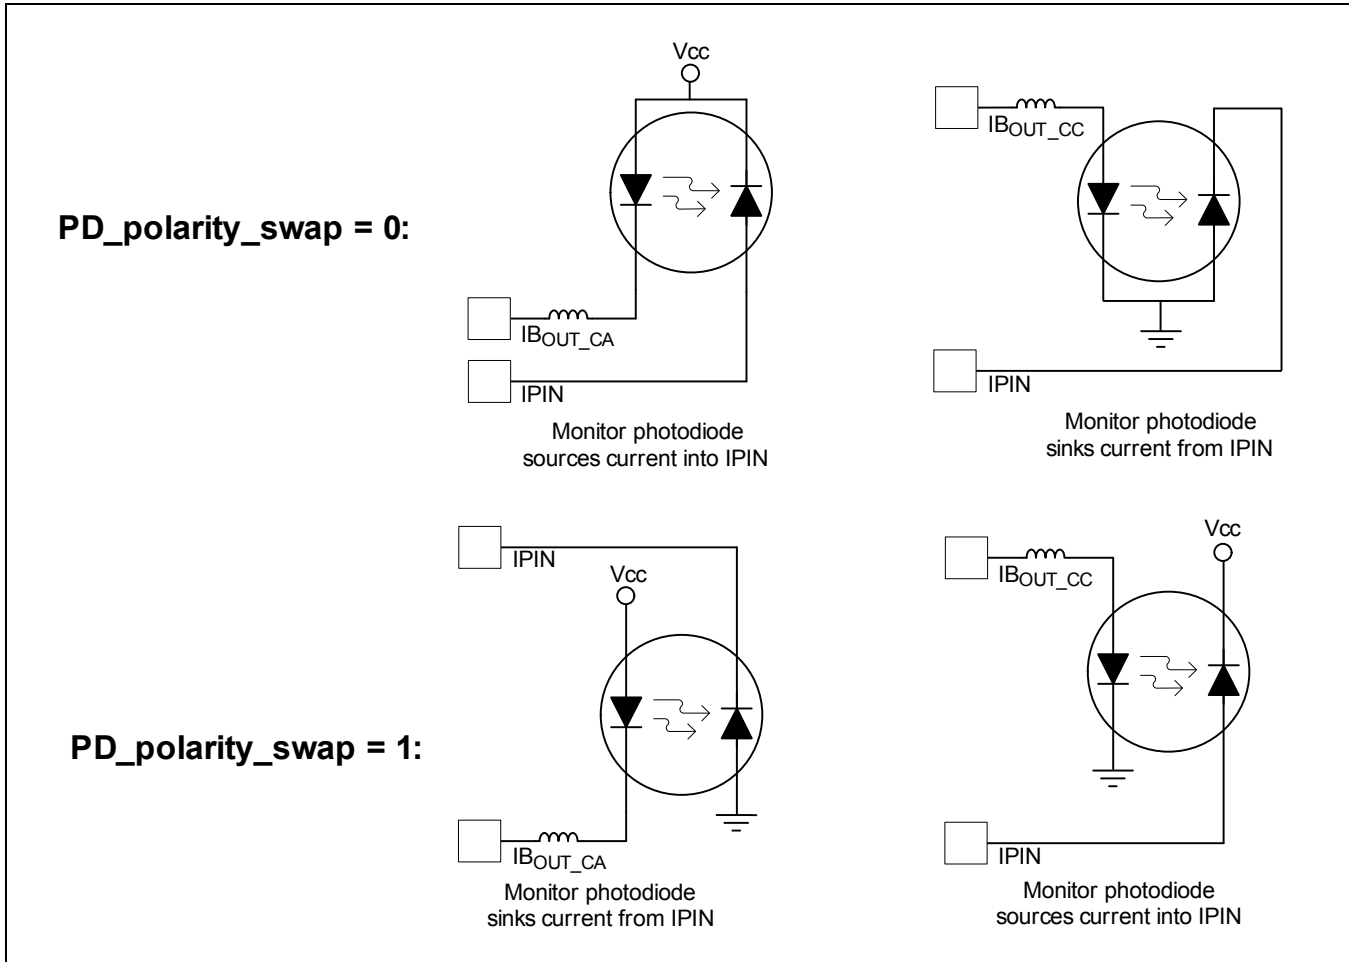 Vcc
IBOUT_CC
PD_polarity_swap = 0:
IBOUT_CA
IPIN
IPIN
Monitor photodiode
sources current into IPIN
Monitor photodiode
sinks current from IPIN
IPIN
Vcc
Vcc
IBOUT_CC
PD_polarity_swap = 1:
IBOUT_CA
IPIN
Monitor photodiode
sinks current from IPIN
Monitor photodiode
sources current into IPIN